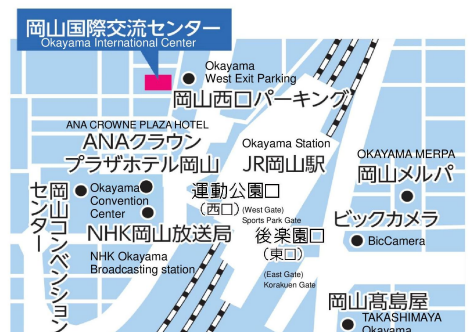 岡山国際交流センター
Okayama International Center
Okayama
West Exit Parking
岡山西口パーキング
ANA CROWNE PLAZA HOTEL
ANAクラウン
プラザホテル岡山
Okayama Station
JR岡山駅
OKAYAMA MERPA
岡山メルパ
岡山コンベンション
センター
Okayama
Convention
Center
運動公園口
(西口)
(West Gate)
Sports Park Gate
ビックカメラ
BicCamera
NHK岡山放送局
NHK Okayama
Broadcasting station
後楽園口
(東口)
(East Gate)
Korakuen Gate
岡山髙島屋
TAKASHIMAYA
Okayama